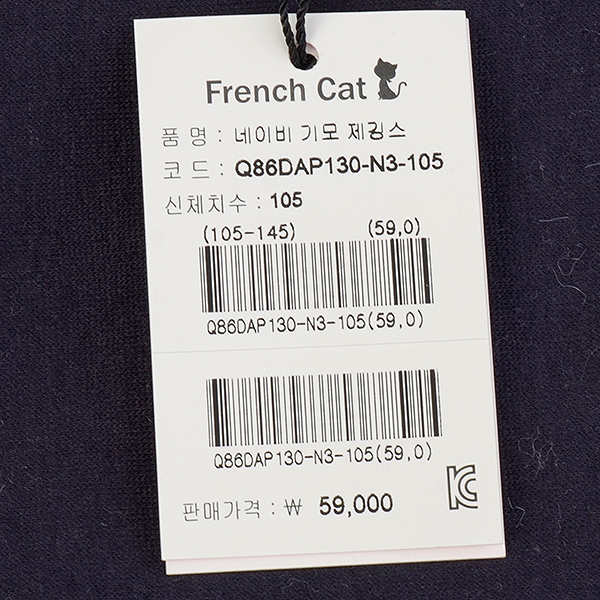 French Cat
품 명 : 네이비 기모 제깅스
코 드 : Q86DAP130-N3-105
신체치수 : 105
(105-145) (59,0)
Q86DAP130-N3-105(59,0)
Q86DAP130-N3-105(59,0)
판매가격 : ₩ 59,000
KC